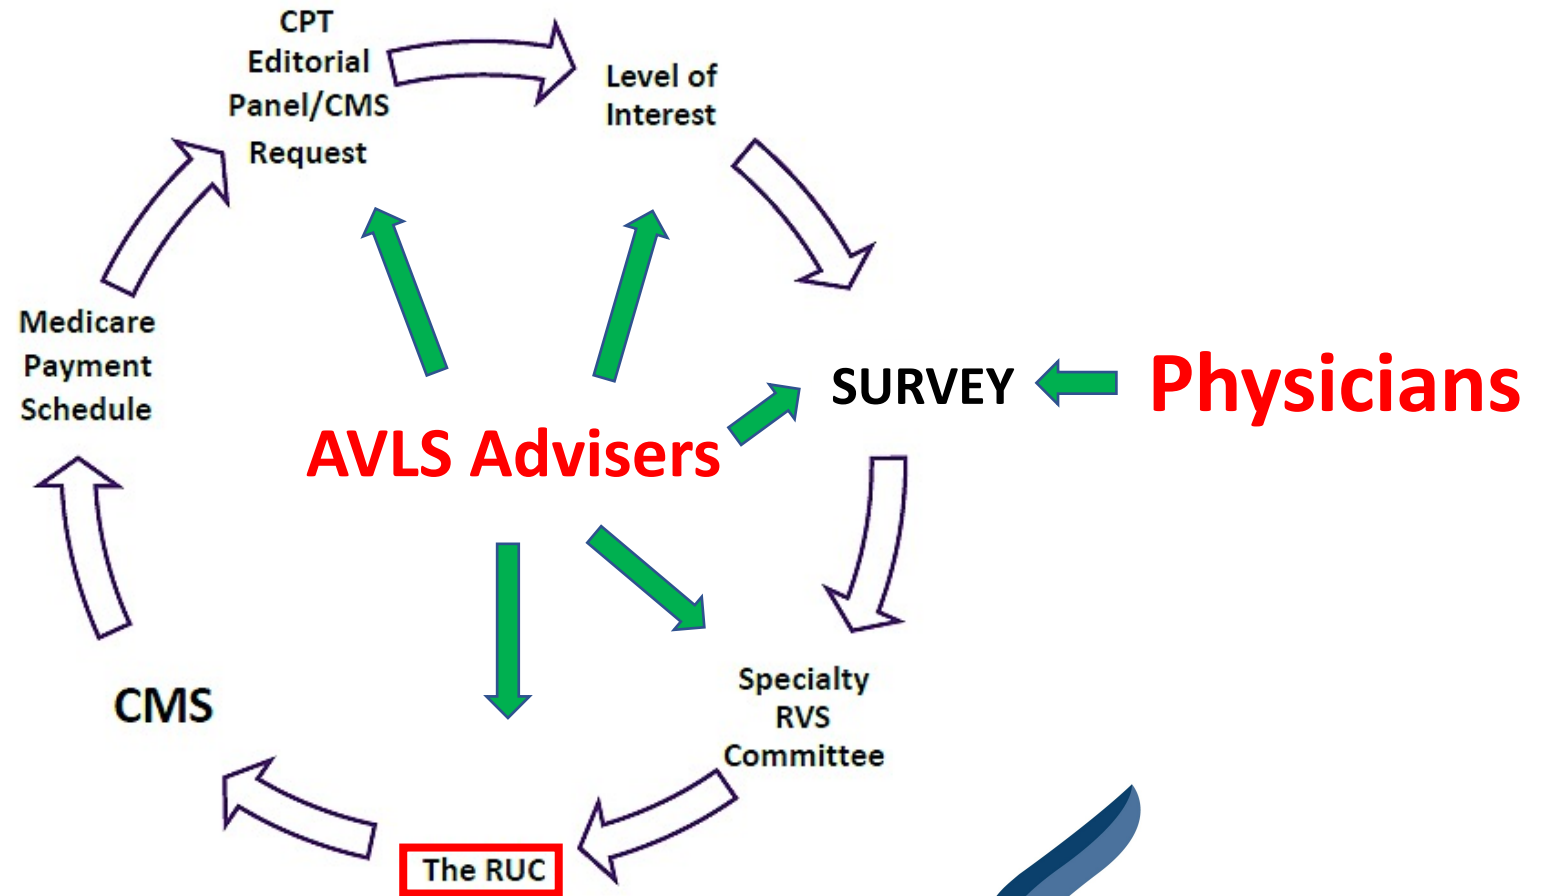 CPT
Editorial
Panel/CMS
Request
Level of
Interest
Medicare
Payment
Schedule
SURVEY
Physicians
AVLS Advisers
Specialty
RVS
Committee
CMS
The RUC